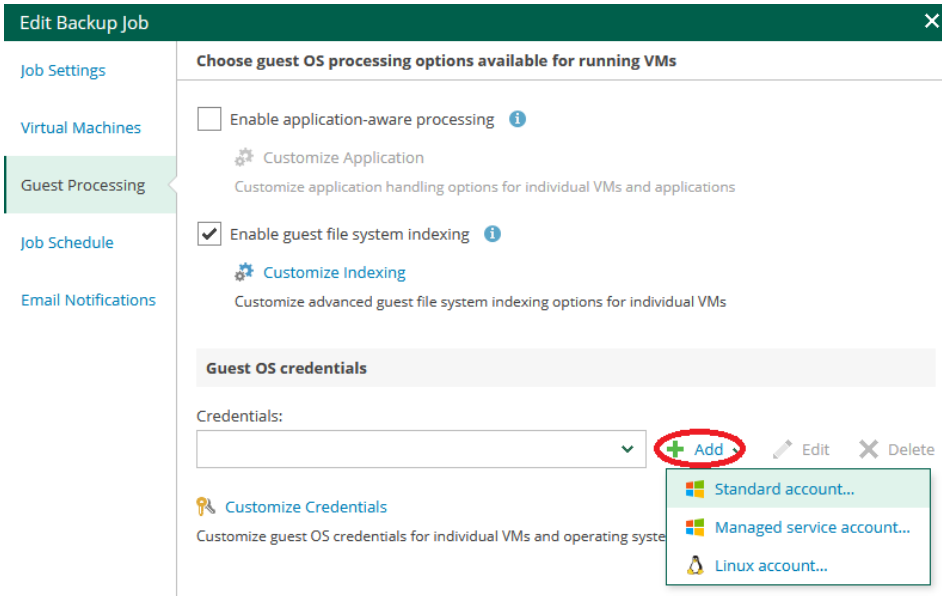 Edit Backup Job
Job Settings
Virtual Machines
Guest Processing
Job Schedule
Email Notifications
Choose guest OS processing options available for running VMs
Enable application-aware processing
Customize Application
Customize application handling options for individual VMs and applications
Enable guest file system indexing
Customize Indexing
Customize advanced guest file system indexing options for individual VMs
Guest OS credentials
Credentials:
Add
Edit
Delete
Standard account...
Managed service account...
Linux account...
Customize Credentials
Customize guest OS credentials for individual VMs and operating syste